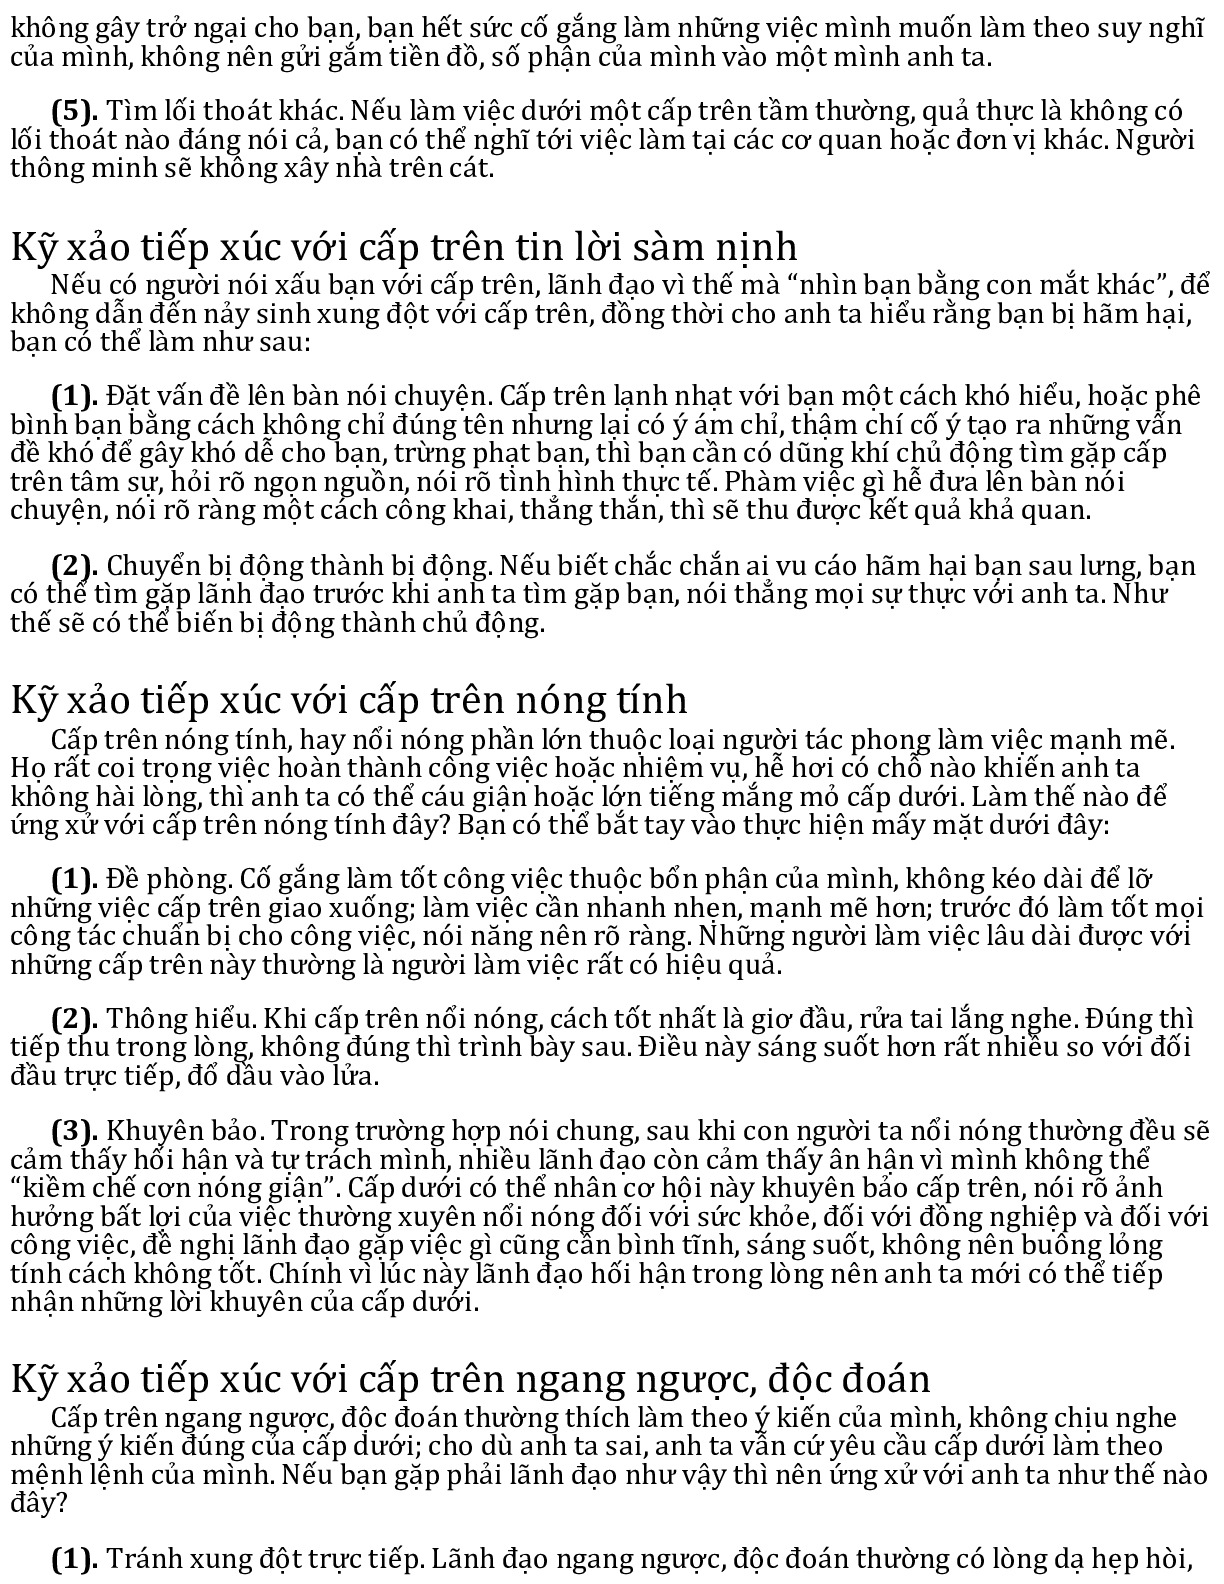 không gây trở ngại cho bạn, bạn hết sức cố gắng làm những việc mình muốn làm theo suy nghĩ
của mình, không nên gửi gắm tiền đồ, số phận của mình vào một mình anh ta.
(5). Tìm lối thoát khác. Nếu làm việc dưới một cấp trên tầm thường, quả thực là không có
lối thoát nào đáng nói cả, bạn có thể nghĩ tới việc làm tại các cơ quan hoặc đơn vị khác. Người
thông minh sẽ không xây nhà trên cát.
Kỹ xảo tiếp xúc với cấp trên tin lời sàm nịnh
Nếu có người nói xấu bạn với cấp trên, lãnh đạo vì thế mà “nhìn bạn bằng con mắt khác”, để
không dẫn đến nảy sinh xung đột với cấp trên, đồng thời cho anh ta hiểu rằng bạn bị hãm hại,
bạn có thể làm như sau:
(1). Đặt vấn đề lên bàn nói chuyện. Cấp trên lạnh nhạt với bạn một cách khó hiểu, hoặc phê
bình bạn bằng cách không chỉ đúng tên nhưng lại có ý ám chỉ, thậm chí cố ý tạo ra những vấn
đề khó để gây khó dễ cho bạn, trừng phạt bạn, thì bạn cần có dũng khí chủ động tìm gặp cấp
trên tâm sự, hỏi rõ ngọn nguồn, nói rõ tình hình thực tế. Phàm việc gì hễ đưa lên bàn nói
chuyện, nói rõ ràng một cách công khai, thẳng thắn, thì sẽ thu được kết quả khả quan.
(2). Chuyển bị động thành bị động. Nếu biết chắc chắn ai vu cáo hãm hại bạn sau lưng, bạn
có thể tìm gặp lãnh đạo trước khi anh ta tìm gặp bạn, nói thẳng mọi sự thực với anh ta. Như
thế sẽ có thể biến bị động thành chủ động.
Kỹ xảo tiếp xúc với cấp trên nóng tính
Cấp trên nóng tính, hay nổi nóng phần lớn thuộc loại người tác phong làm việc mạnh mẽ.
Họ rất coi trọng việc hoàn thành công việc hoặc nhiệm vụ, hễ hơi có chỗ nào khiến anh ta
không hài lòng, thì anh ta có thể cáu giận hoặc lớn tiếng mắng mỏ cấp dưới. Làm thế nào để
ứng xử với cấp trên nóng tính đây? Bạn có thể bắt tay vào thực hiện mấy mặt dưới đây:
(1). Đề phòng. Cố gắng làm tốt công việc thuộc bổn phận của mình, không kéo dài để lỡ
những việc cấp trên giao xuống; làm việc cần nhanh nhẹn, mạnh mẽ hơn; trước đó làm tốt mọi
công tác chuẩn bị cho công việc, nói năng nên rõ ràng. Những người làm việc lâu dài được với
những cấp trên này thường là người làm việc rất có hiệu quả.
(2). Thông hiểu. Khi cấp trên nổi nóng, cách tốt nhất là giơ đầu, rửa tai lắng nghe. Đúng thì
tiếp thu trong lòng, không đúng thì trình bày sau. Điều này sáng suốt hơn rất nhiều so với đối
đầu trực tiếp, đổ dầu vào lửa.
(3). Khuyên bảo. Trong trường hợp nói chung, sau khi con người ta nổi nóng thường đều sẽ
cảm thấy hối hận và tự trách mình, nhiều lãnh đạo còn cảm thấy ân hận vì mình không thể
“kiềm chế cơn nóng giận”. Cấp dưới có thể nhân cơ hội này khuyên bảo cấp trên, nói rõ ảnh
hưởng bất lợi của việc thường xuyên nổi nóng đối với sức khỏe, đối với đồng nghiệp và đối với
công việc, đề nghị lãnh đạo gặp việc gì cũng cần bình tĩnh, sáng suốt, không nên buông lỏng
tính cách không tốt. Chính vì lúc này lãnh đạo hối hận trong lòng nên anh ta mới có thể tiếp
nhận những lời khuyên của cấp dưới.
Kỹ xảo tiếp xúc với cấp trên ngang ngược, độc đoán
Cấp trên ngang ngược, độc đoán thường thích làm theo ý kiến của mình, không chịu nghe
những ý kiến đúng của cấp dưới; cho dù anh ta sai, anh ta vẫn cứ yêu cầu cấp dưới làm theo
mệnh lệnh của mình. Nếu bạn gặp phải lãnh đạo như vậy thì nên ứng xử với anh ta như thế nào
đây?
(1). Tránh xung đột trực tiếp. Lãnh đạo ngang ngược, độc đoán thường có lòng dạ hẹp hòi,